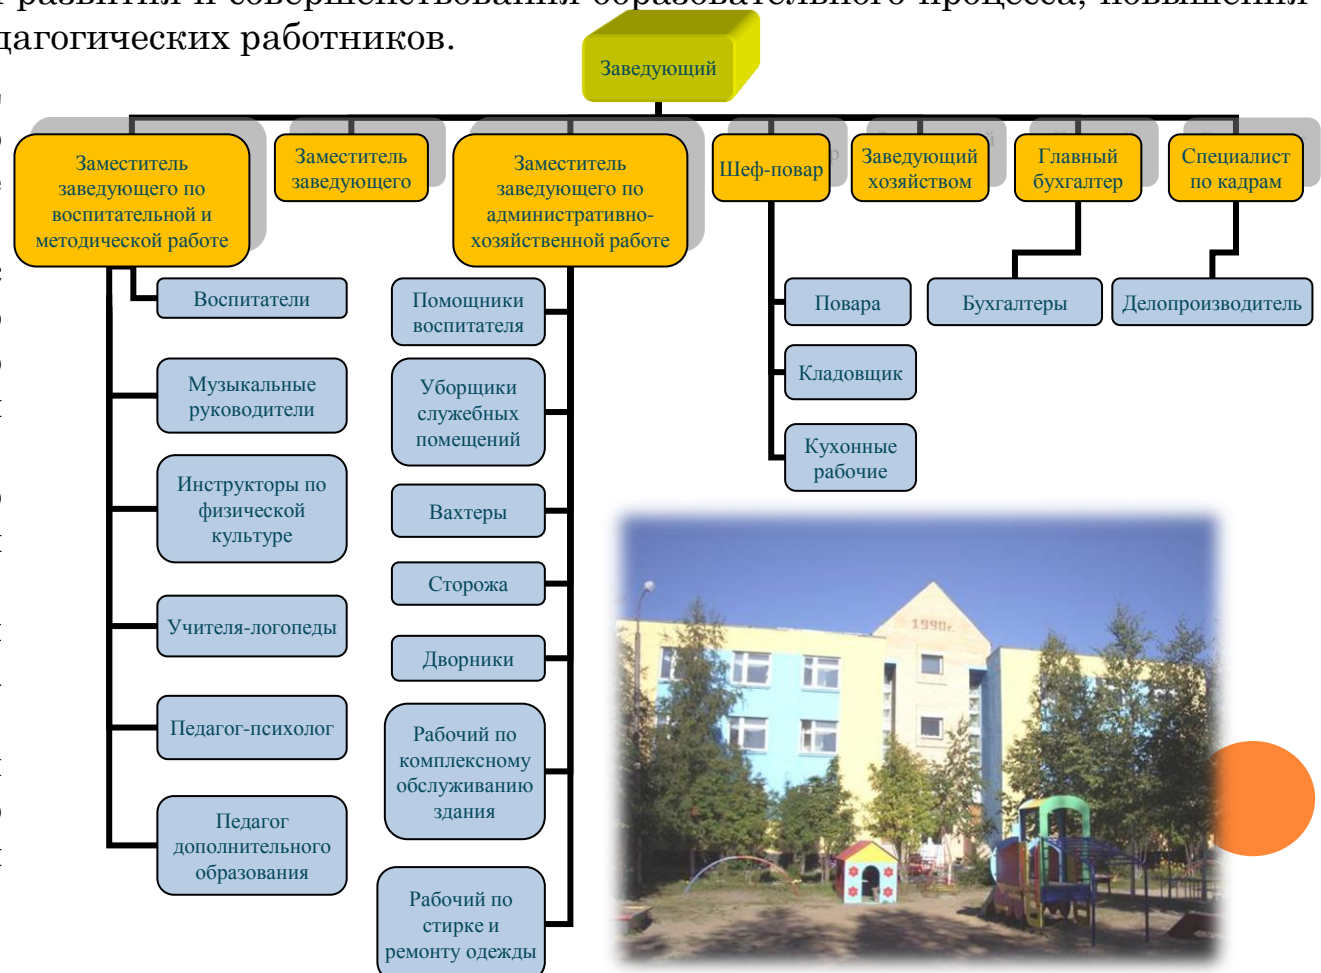 развития и совершенствования образовательного процесса, повышения
дагогических работников.
Заведующий
Заместитель
заведующего по
воспитательной и
методической работе
Заместитель
заведующего
Заместитель
заведующего по
административно-
хозяйственной работе
Шеф-повар
Заведующий
хозяйством
Главный
бухгалтер
Специалист
по кадрам
Воспитатели
Музыкальные
руководители
Инструкторы по
физической
культуре
Учителя-логопеды
Педагог-психолог
Педагог
дополнительного
образования
Помощники
воспитателя
Уборщики
служебных
помещений
Вахтеры
Сторожа
Дворники
Рабочий по
комплексному
обслуживанию
здания
Рабочий по
стирке и
ремонту одежды
Повара
Кладовщик
Кухонные
рабочие
Бухгалтеры
Делопроизводитель
1990г.